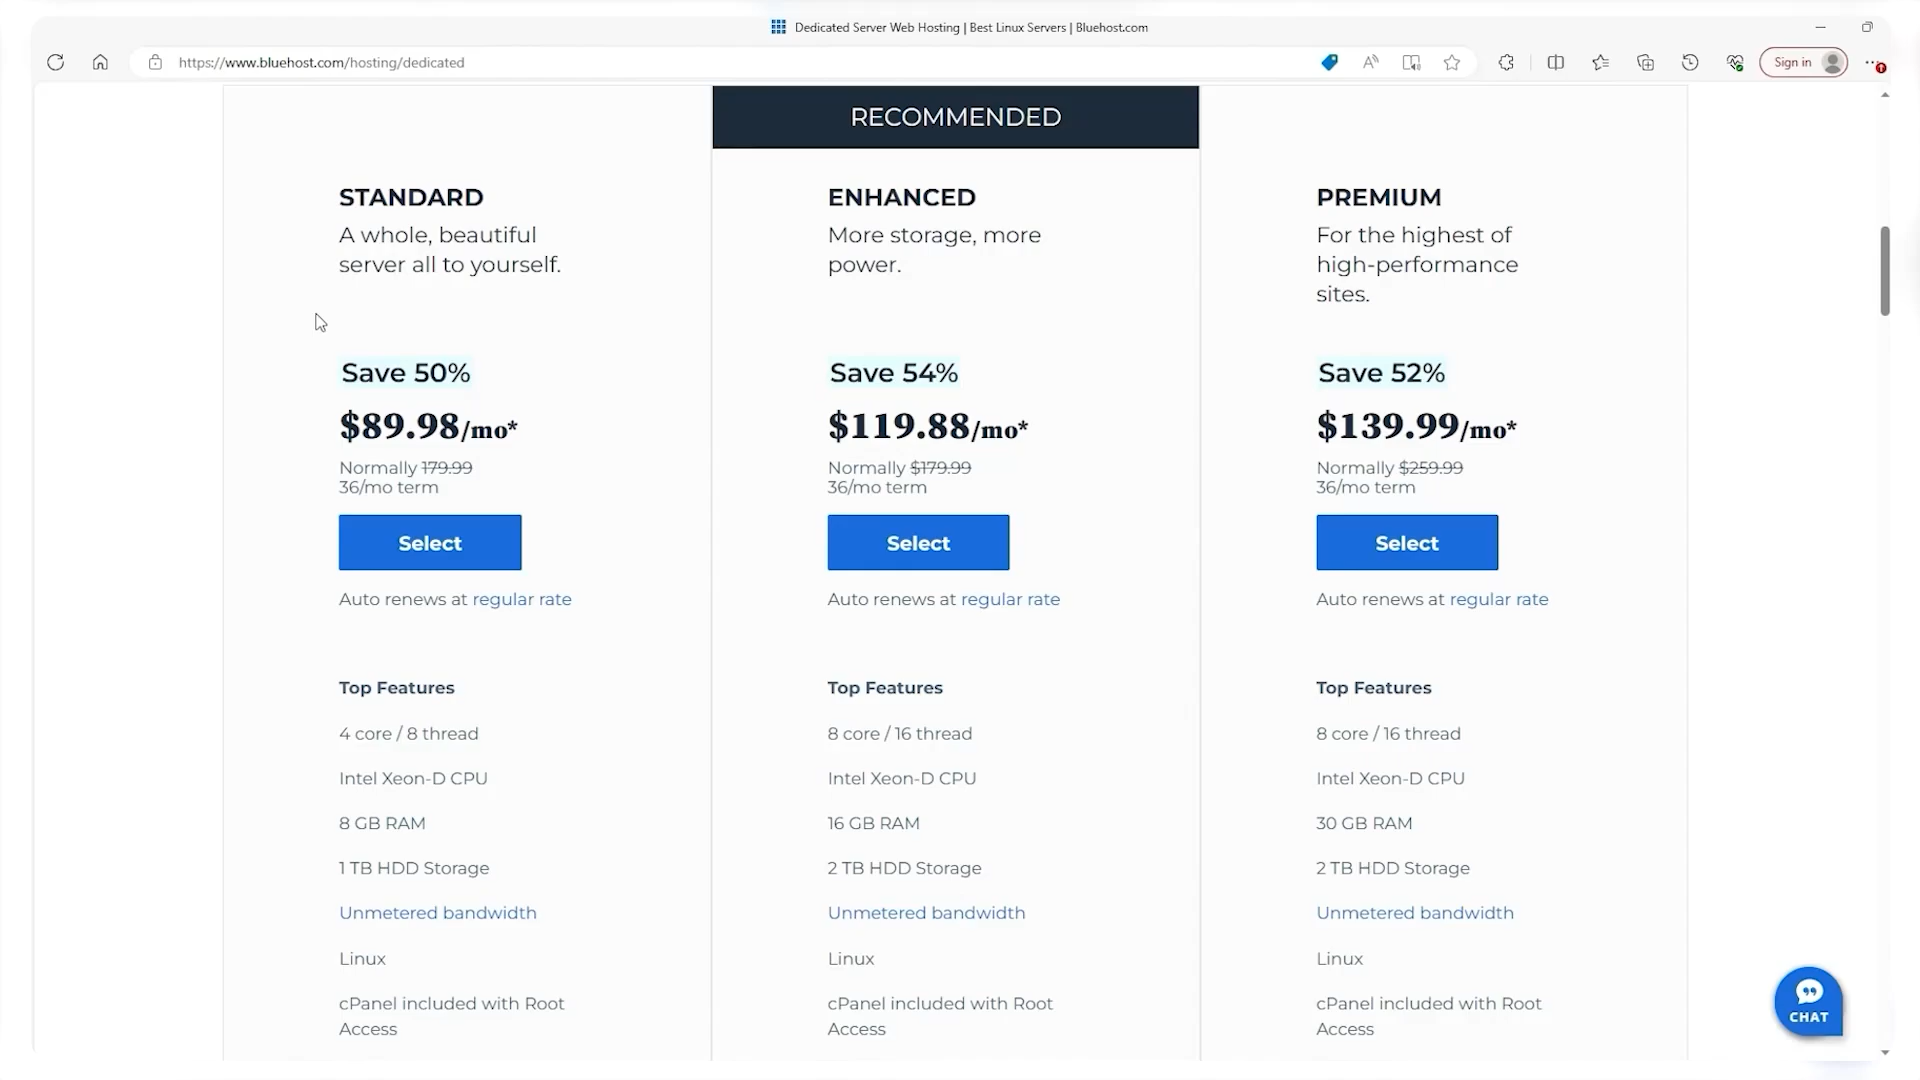 Dedicated Server Web Hosting | Best Linux Servers | Bluehost.com
https://www.bluehost.com/hosting/dedicated
Sign in
RECOMMENDED
STANDARD
A whole, beautiful
server all to yourself.
Save 50%
$89.98/mo*
Normally 179.99
36/mo term
Select
Auto renews at regular rate
Top Features
4 core / 8 thread
Intel Xeon-D CPU
8 GB RAM
1 TB HDD Storage
Unmetered bandwidth
Linux
cPanel included with Root
Access
ENHANCED
More storage, more
power.
Save 54%
$119.88/mo*
Normally $179.99
36/mo term
Select
Auto renews at regular rate
Top Features
8 core / 16 thread
Intel Xeon-D CPU
16 GB RAM
2 TB HDD Storage
Unmetered bandwidth
Linux
cPanel included with Root
Access
PREMIUM
For the highest of
high-performance
sites.
Save 52%
$139.99/mo*
Normally $259.99
36/mo term
Select
Auto renews at regular rate
Top Features
8 core / 16 thread
Intel Xeon-D CPU
30 GB RAM
2 TB HDD Storage
Unmetered bandwidth
Linux
cPanel included with Root
Access
CHAT